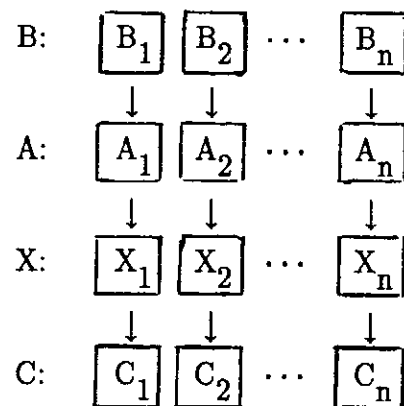 B: B₁ B₂ ··· Bₙ
↓ ↓ ↓
A: A₁ A₂ ··· Aₙ
↓ ↓ ↓
X: X₁ X₂ ··· Xₙ
↓ ↓ ↓
C: C₁ C₂ ··· Cₙ